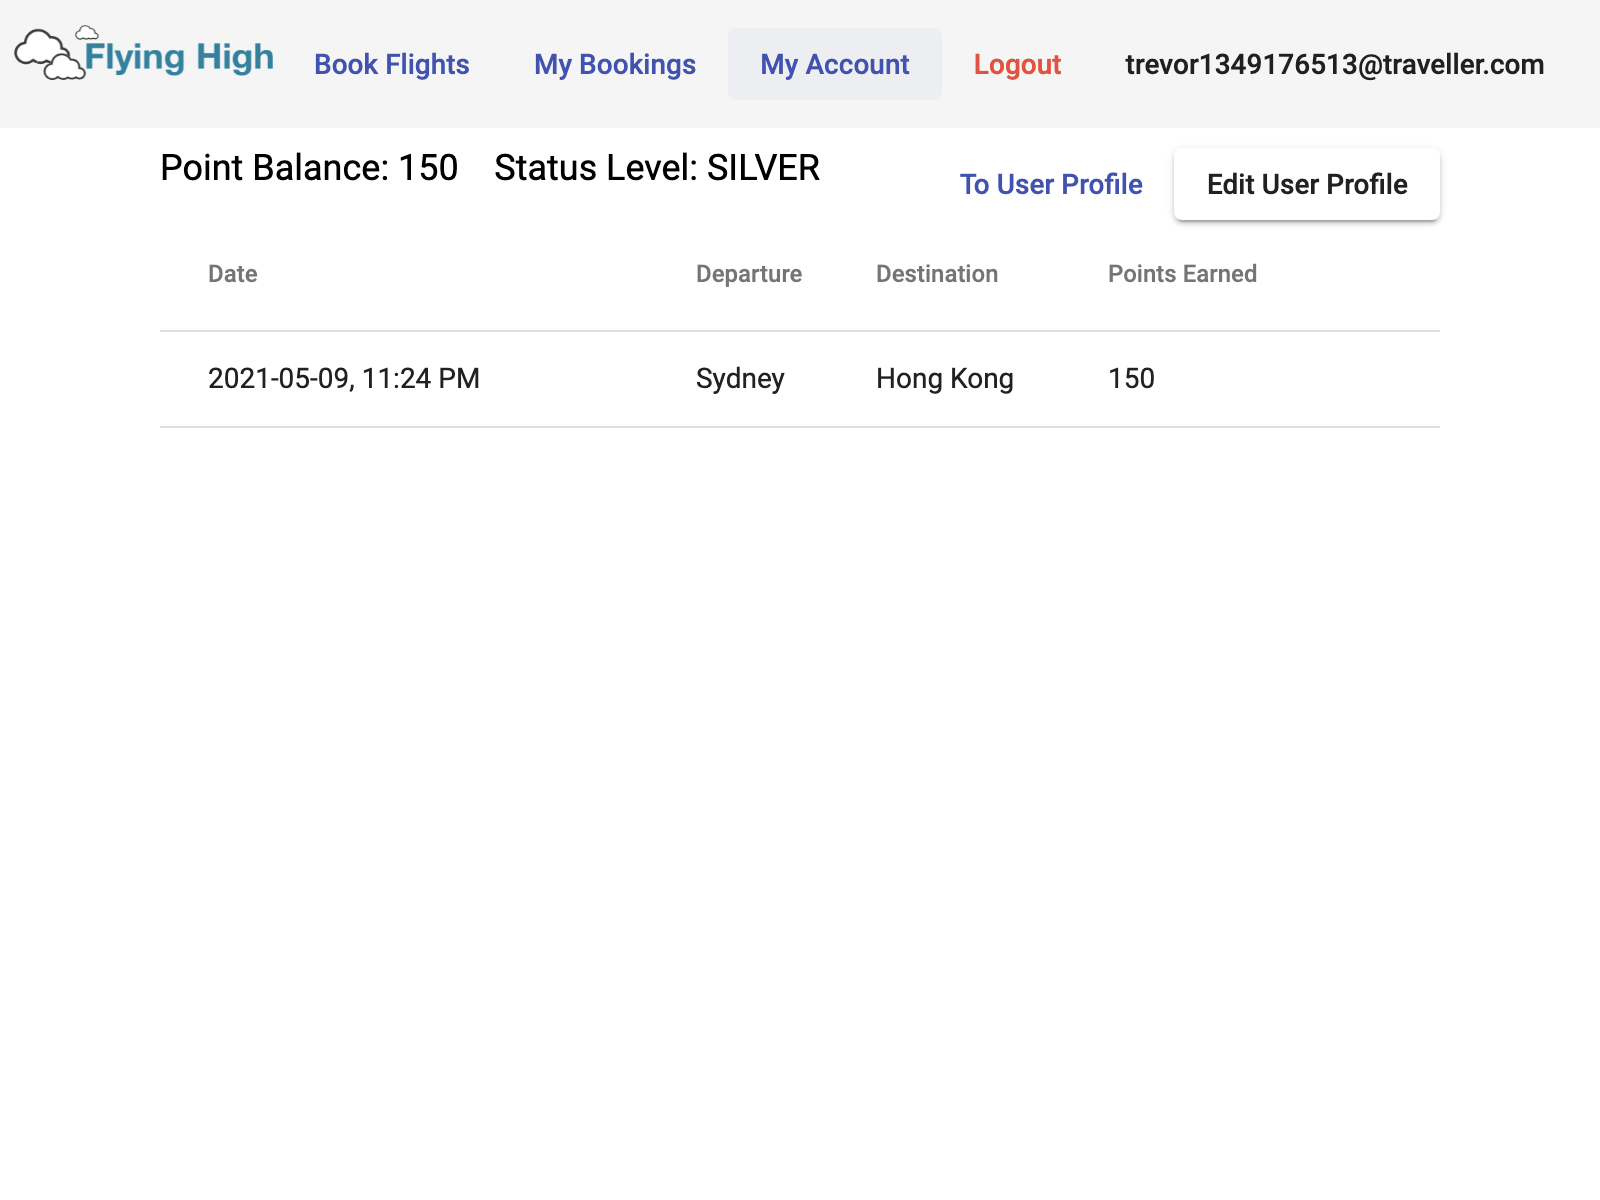 Flying High Book Flights My Bookings My Account Logout trevor1349176513@traveller.com
Point Balance: 150 Status Level: SILVER To User Profile Edit User Profile
Date Departure Destination Points Earned
2021-05-09, 11:24 PM Sydney Hong Kong 150